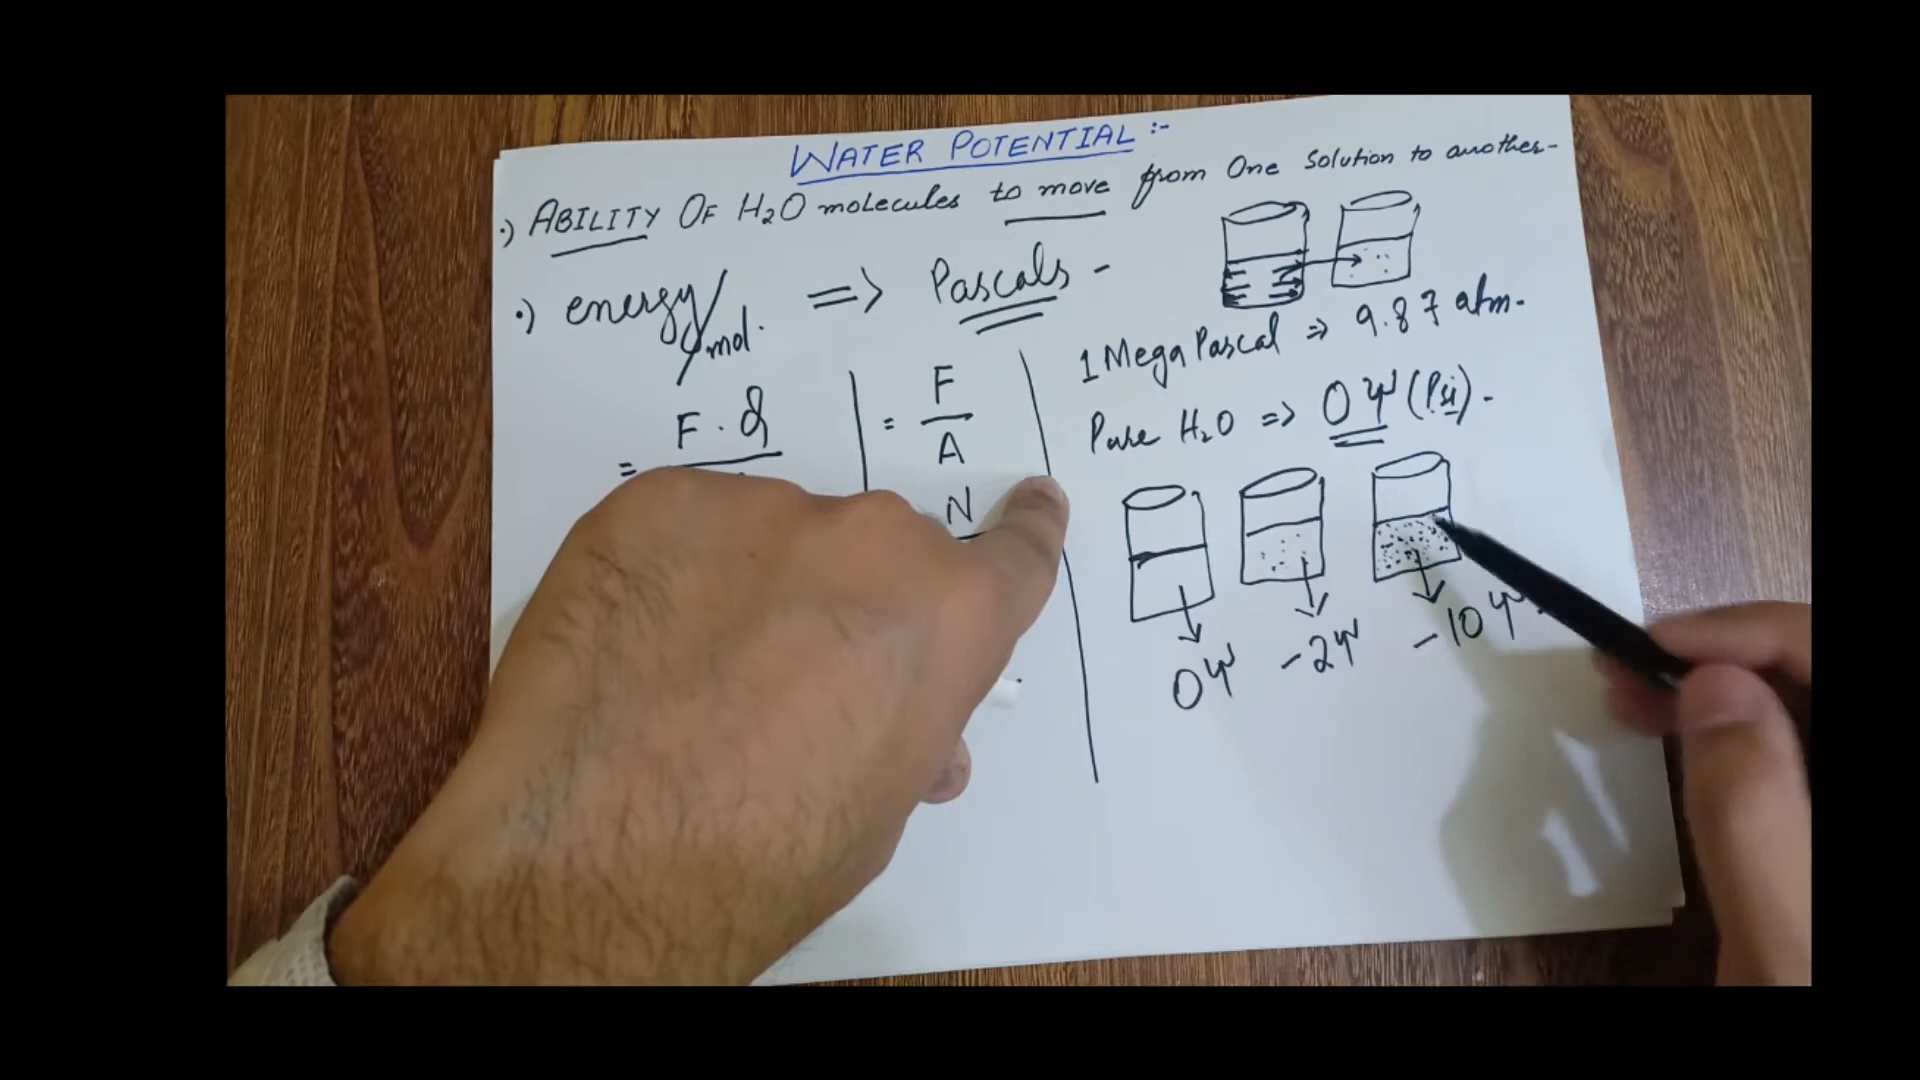 WATER POTENTIAL :-
·) ABILITY OF H₂O molecules to move from One Solution to another-
·) energy/mol. => Pascals -
1 Mega Pascal => 9.87 atm.
Pure H₂O => 0 Ψ (Psi).
= F . d
= F
A
N
0Ψ
-2Ψ
-10Ψ